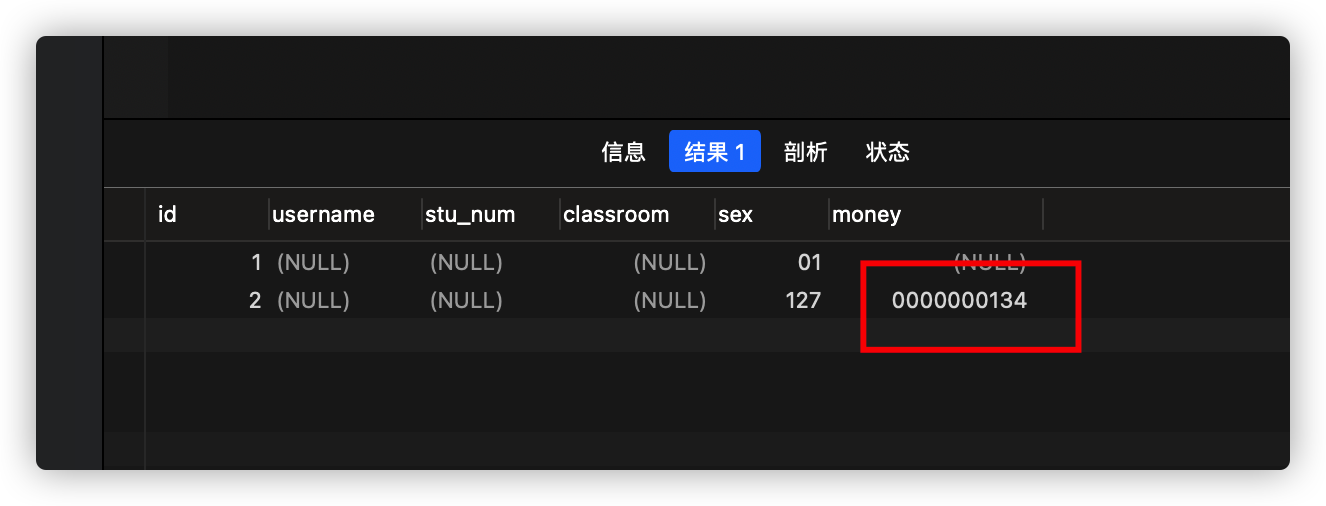 信息 结果 1 剖析 状态
id username stu_num classroom sex money
1 (NULL) (NULL) (NULL) 01 (NULL)
2 (NULL) (NULL) (NULL) 127 0000000134